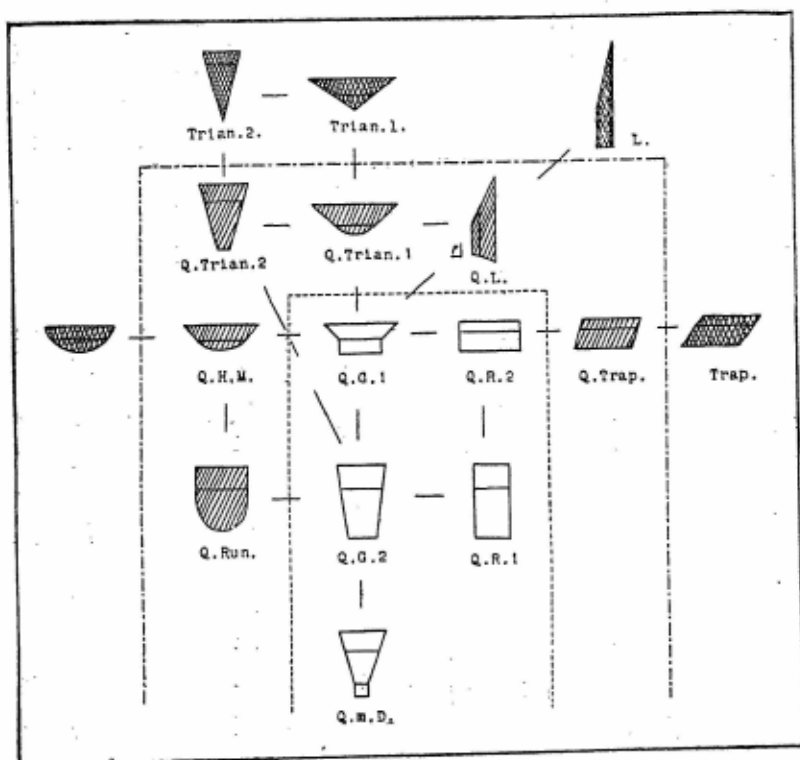 Trian.2.
Trian.1.
L.
Q.Trian.2
Q.Trian.1
Q.L.
Q.H.M.
Q.G.1
Q.R.2
Q.Trap.
Trap.
Q.Run.
Q.G.2
Q.R.1
Q.m.D.